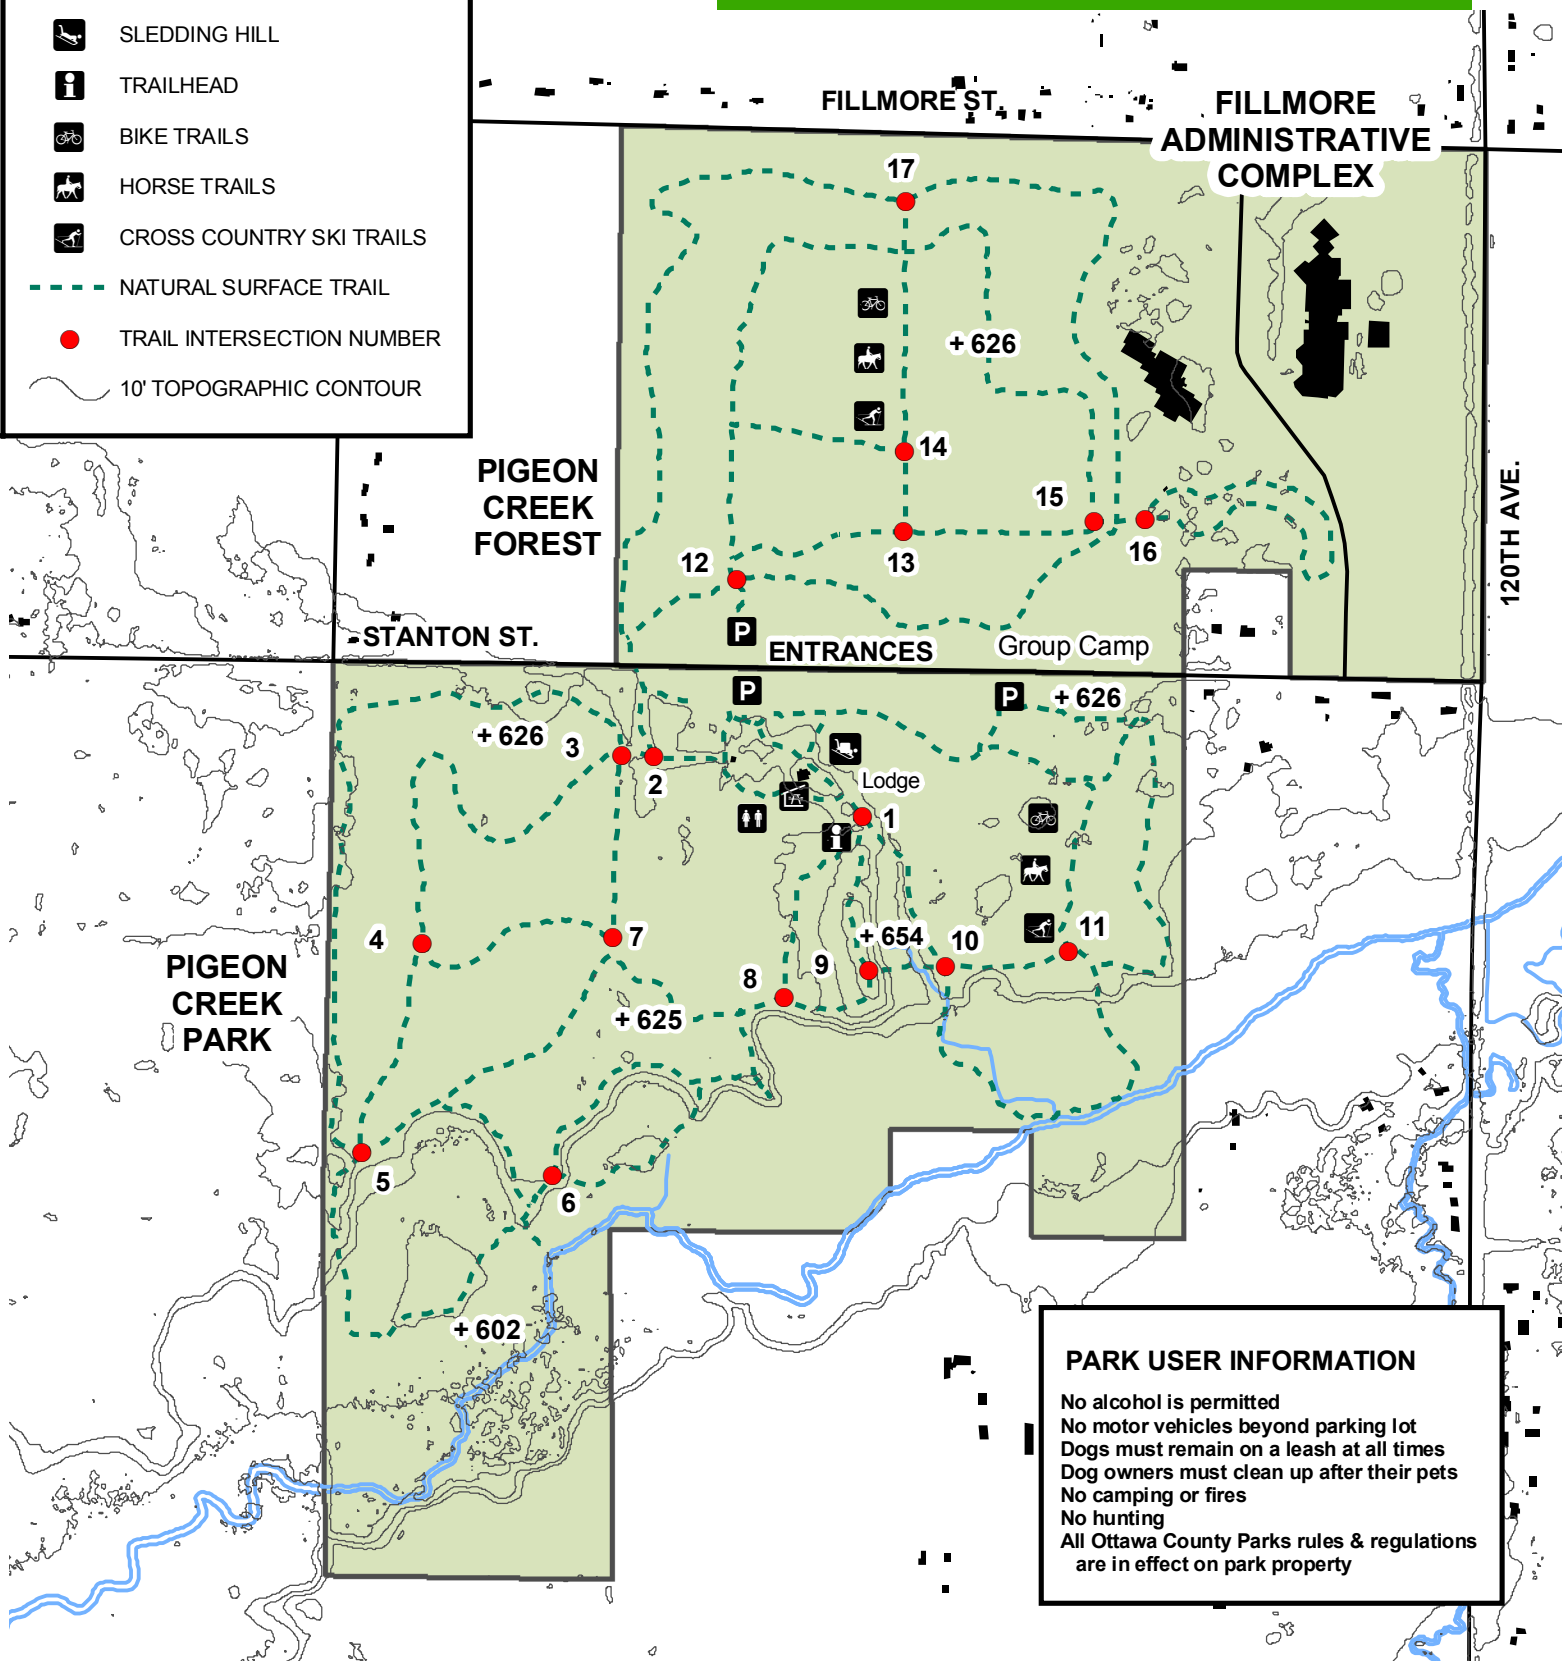 SLEDDING HILL
TRAILHEAD
BIKE TRAILS
HORSE TRAILS
CROSS COUNTRY SKI TRAILS
NATURAL SURFACE TRAIL
TRAIL INTERSECTION NUMBER
10' TOPOGRAPHIC CONTOUR
FILLMORE ST.
FILLMORE
ADMINISTRATIVE
COMPLEX
17
+ 626
14
PIGEON
CREEK
FOREST
15
16
13
12
120TH AVE.
P
STANTON ST.
ENTRANCES
Group Camp
P
P
+ 626
+ 626
3
2
Lodge
1
4
7
+ 654
10
11
9
8
PIGEON
CREEK
PARK
+ 625
5
6
+ 602
PARK USER INFORMATION
No alcohol is permitted
No motor vehicles beyond parking lot
Dogs must remain on a leash at all times
Dog owners must clean up after their pets
No camping or fires
No hunting
All Ottawa County Parks rules & regulations
are in effect on park property